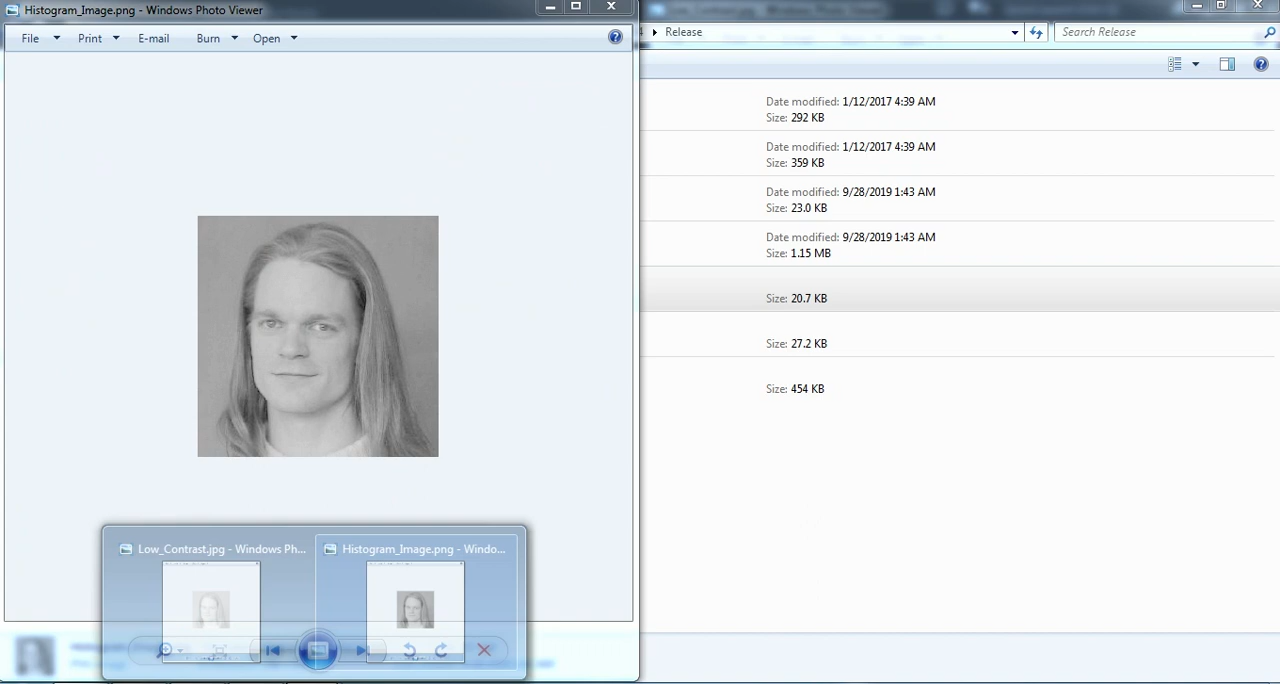 Histogram_Image.png - Windows Photo Viewer
File Print E-mail Burn Open
Release
Search Release
Date modified: 1/12/2017 4:39 AM
Size: 292 KB
Date modified: 1/12/2017 4:39 AM
Size: 359 KB
Date modified: 9/28/2019 1:43 AM
Size: 23.0 KB
Date modified: 9/28/2019 1:43 AM
Size: 1.15 MB
Size: 20.7 KB
Size: 27.2 KB
Size: 454 KB
Low_Contrast.jpg - Windows Ph...
Histogram_Image.png - Windo...